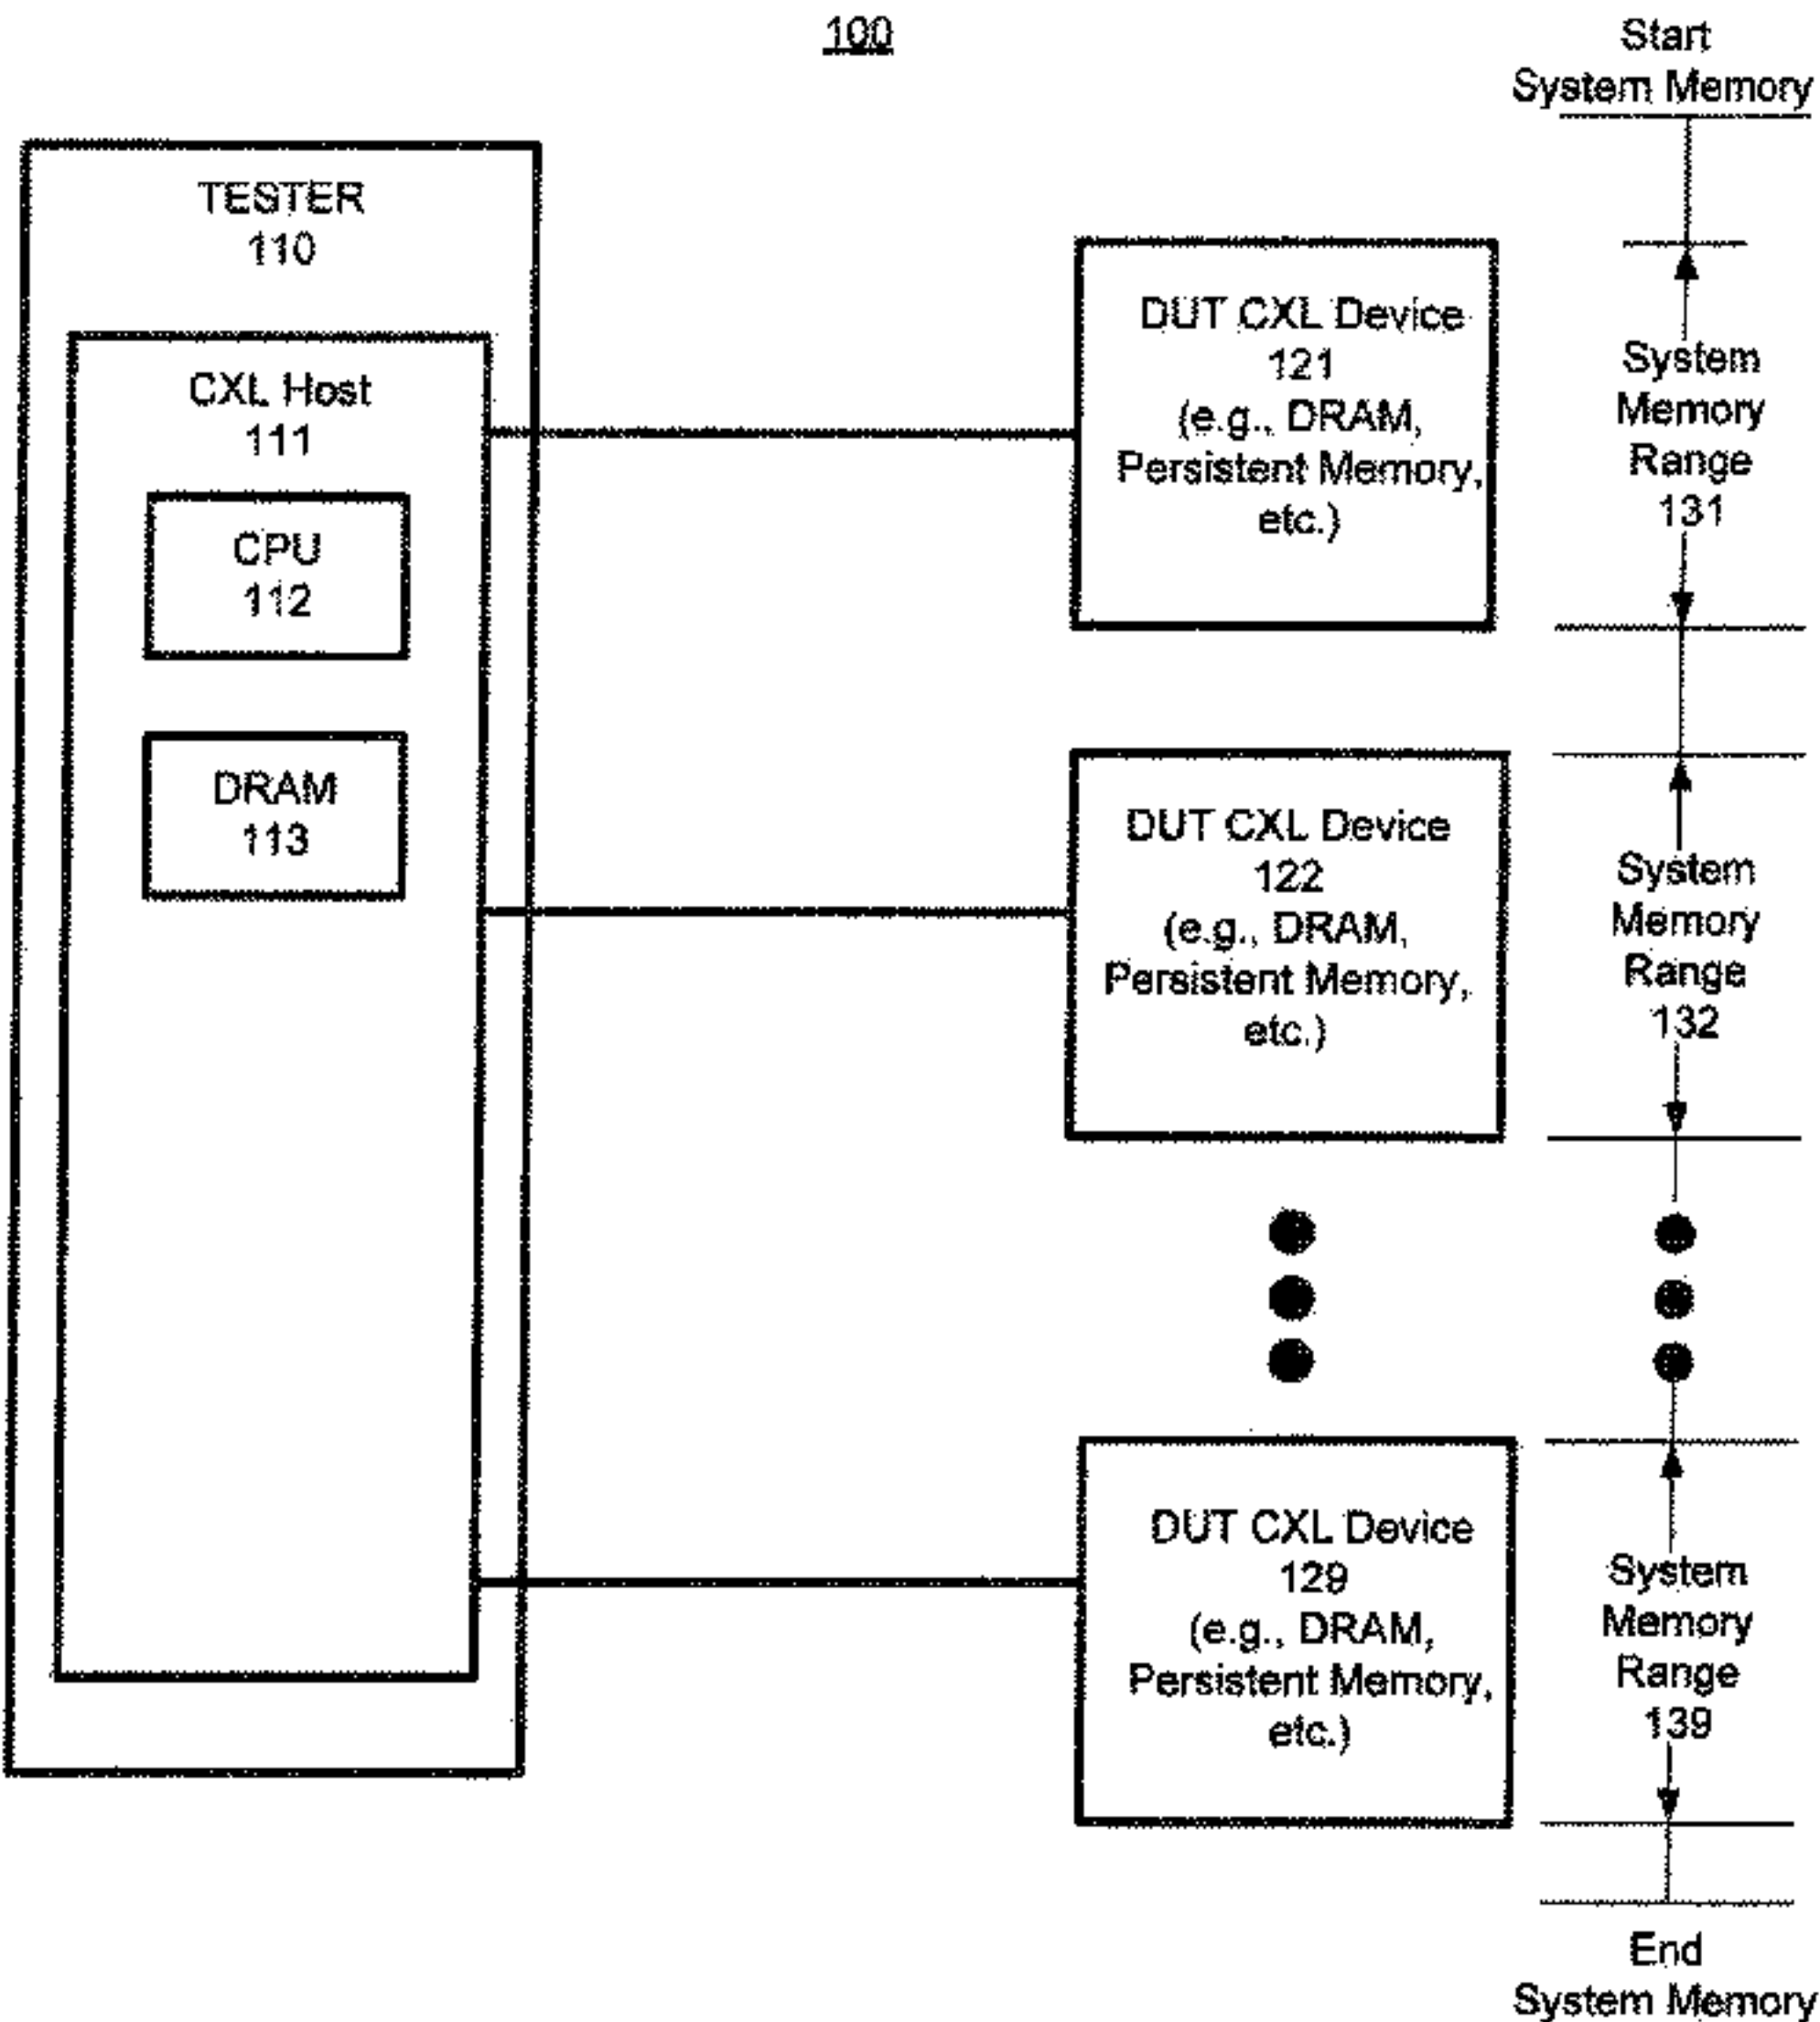 100
Start
System Memory
TESTER
110
CXL Host
111
CPU
112
DRAM
113
DUT CXL Device
121
(e.g., DRAM,
Persistent Memory,
etc.)
System
Memory
Range
131
DUT CXL Device
122
(e.g., DRAM,
Persistent Memory,
etc.)
System
Memory
Range
132
DUT CXL Device
129
(e.g., DRAM,
Persistent Memory,
etc.)
System
Memory
Range
139
End
System Memory